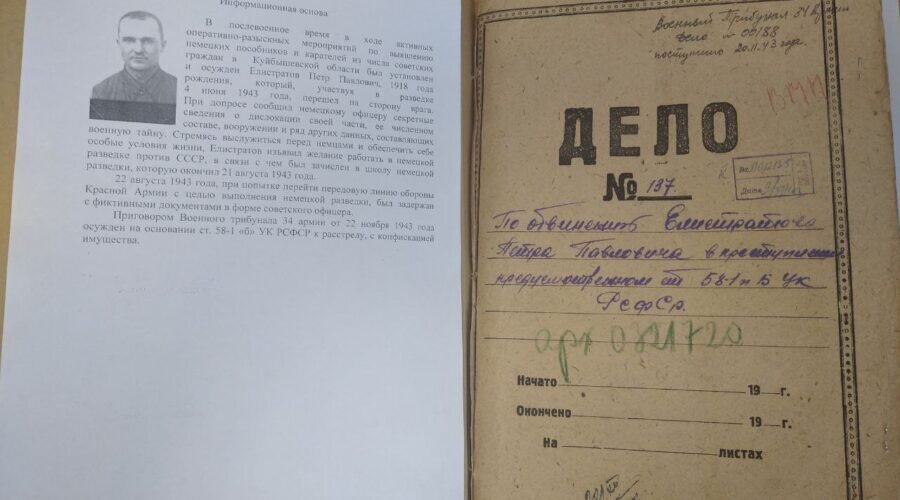 Информационная основа
В послевоенное время в ходе активных
оперативно-разыскных мероприятий по выявлению
немецких пособников и карателей из числа советских
граждан в Куйбышевской области был установлен
и осужден Елистратов Петр Павлович, 1918 года
рождения, который, участвуя в разведке
4 июня 1943 года, перешел на сторону врага.
При допросе сообщил немецкому офицеру секретные
сведения о дислокации своей части, ее численном
составе, вооружении и ряд других данных, составляющих
военную тайну. Стремясь выслужиться перед немцами и обеспечить себе
особые условия жизни, Елистратов изъявил желание работать в немецкой
разведке против СССР, в связи с чем был зачислен в школу немецкой
разведки, которую окончил 21 августа 1943 года.
22 августа 1943 года, при попытке перейти передовую линию обороны
Красной Армии с целью выполнения немецкой разведки, был задержан
с фиктивными документами в форме советского офицера.
Приговором Военного трибунала 34 армии от 22 ноября 1943 года
осужден на основании ст. 58-1 «б» УК РСФСР к расстрелу, с конфискацией
имущества.
Военный Трибунал 34 Армии
Дело № 00188
поступило 20.11.43 года.
ВМН
ДЕЛО
№ 137.
По обвинению Елистратова
Петра Павловича в преступлении
предусмотренном ст 58-1 п Б УК
РСФСР.
арх 0321720
Начато 19 г.
Окончено 19 г.
На листах